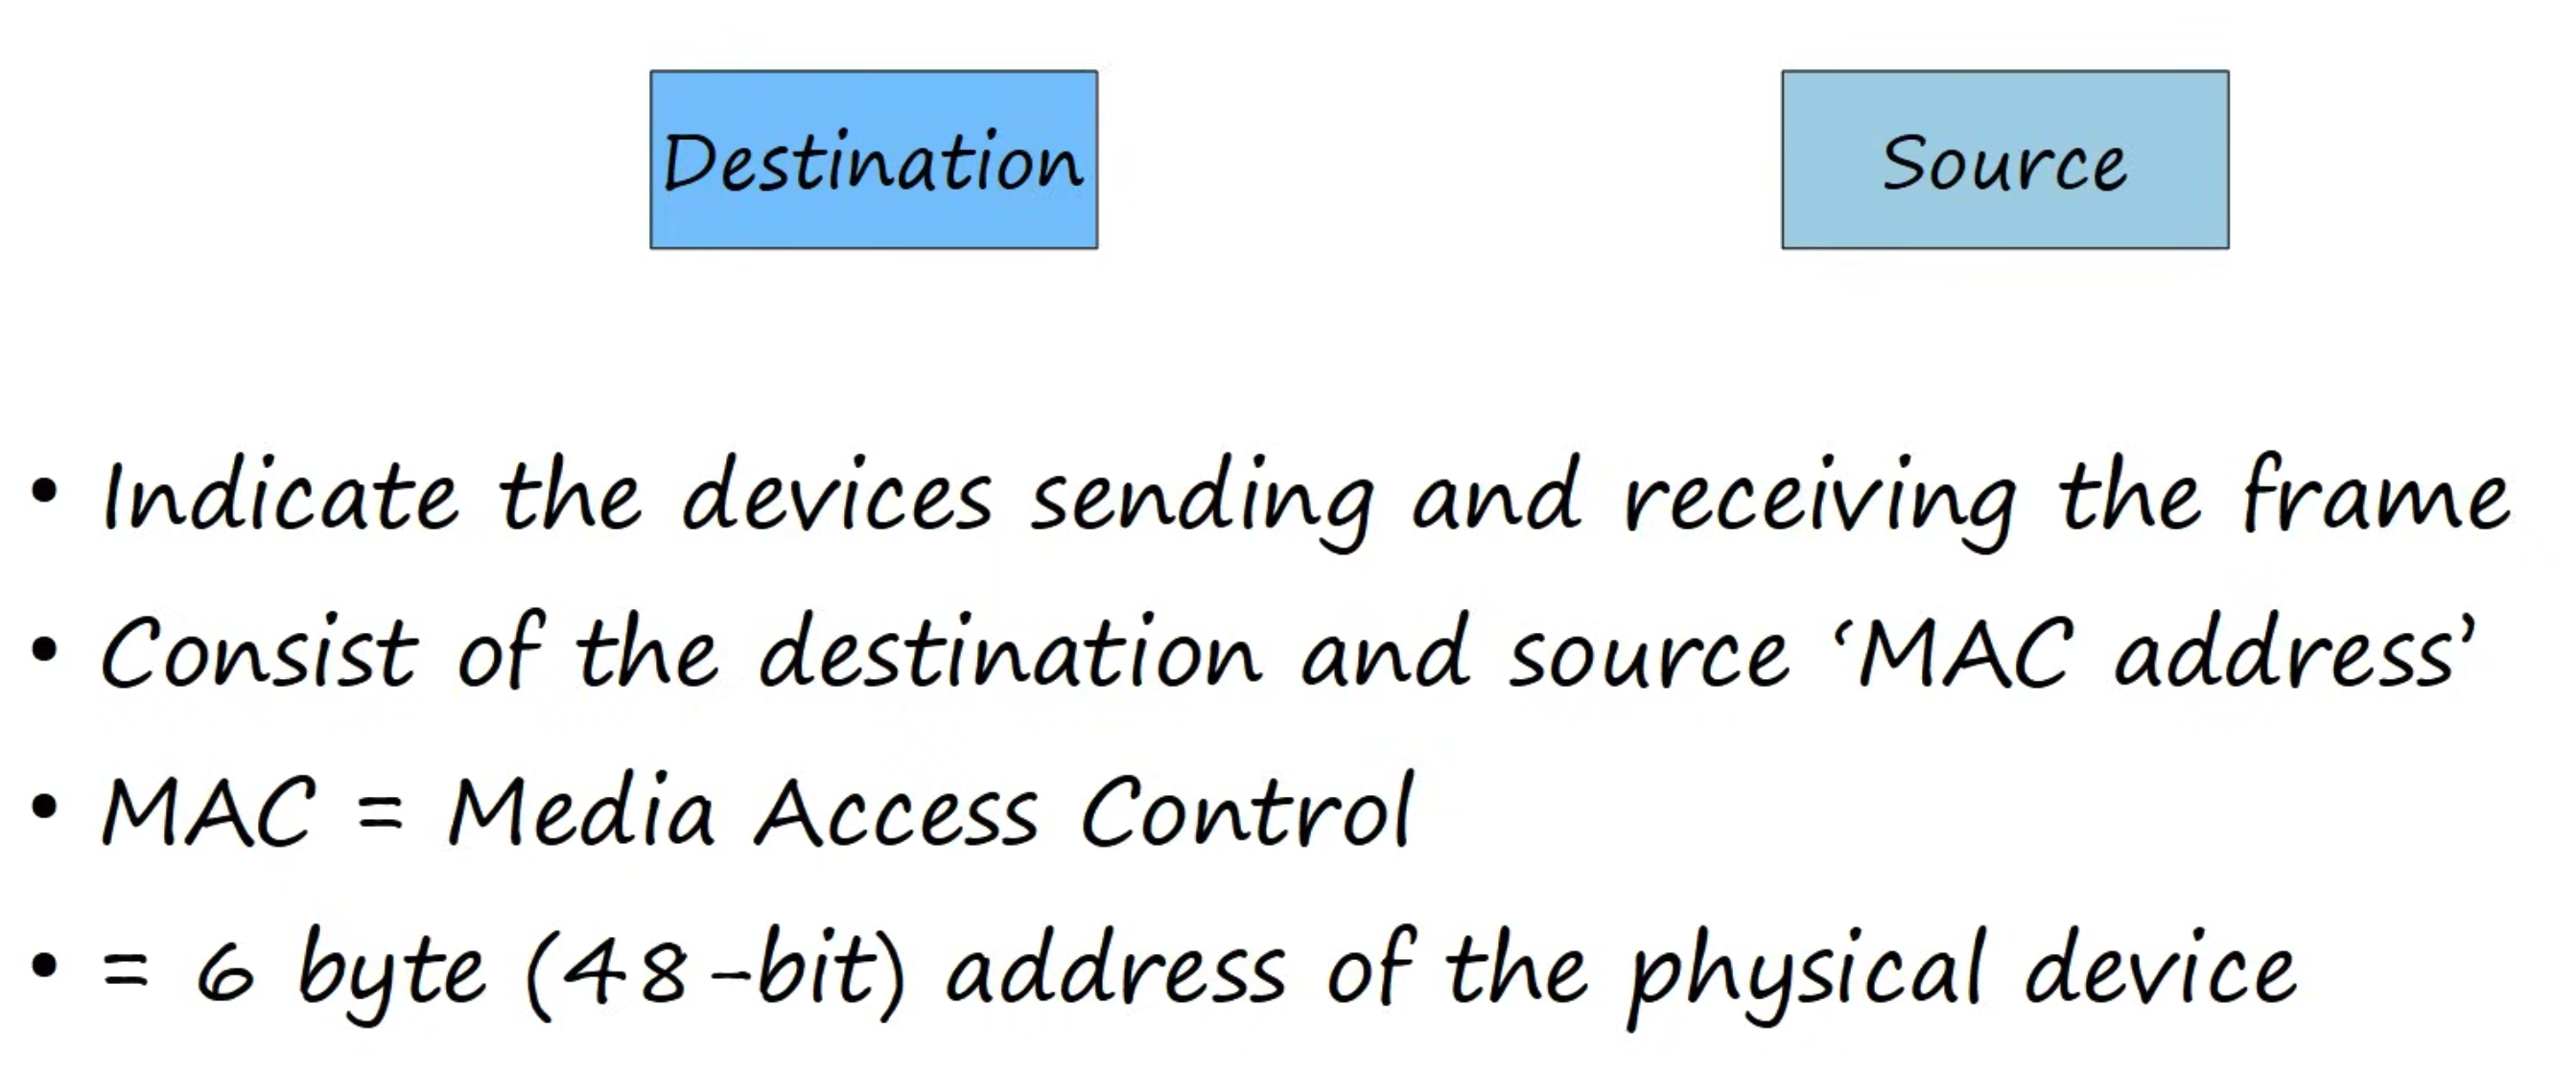 Destination
Source
• Indicate the devices sending and receiving the frame
• Consist of the destination and source ‘MAC address’
• MAC = Media Access Control
• = 6 byte (48-bit) address of the physical device